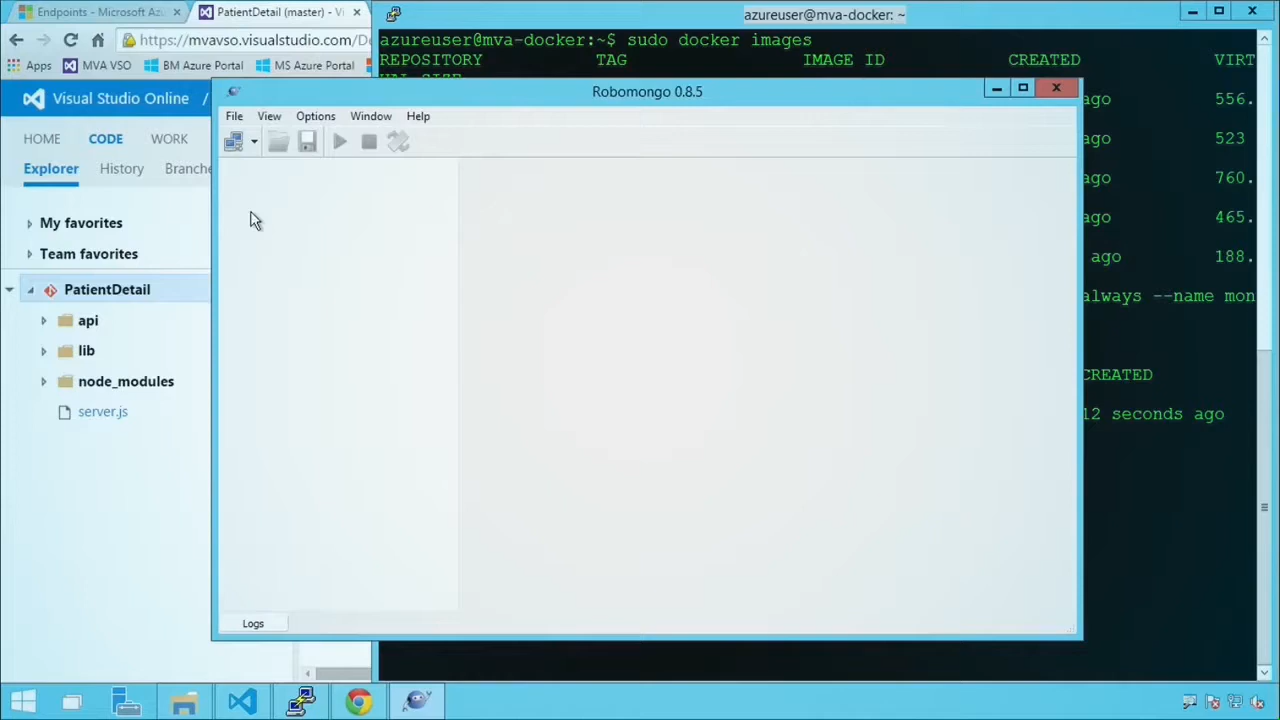 Endpoints - Microsoft Azu
PatientDetail (master) - Vi
https://mvavso.visualstudio.com/D
Apps
MVA VSO
BM Azure Portal
MS Azure Portal
Visual Studio Online /
HOME
CODE
WORK
Explorer
History
Branche
My favorites
Team favorites
PatientDetail
api
lib
node_modules
server.js
azureuser@mva-docker: ~
azureuser@mva-docker:~$ sudo docker images
REPOSITORY TAG IMAGE ID CREATED VIRT
ago 556.
ago 523
ago 760.
ago 465.
ago 188.
always --name mon
CREATED
12 seconds ago
Robomongo 0.8.5
File
View
Options
Window
Help
Logs